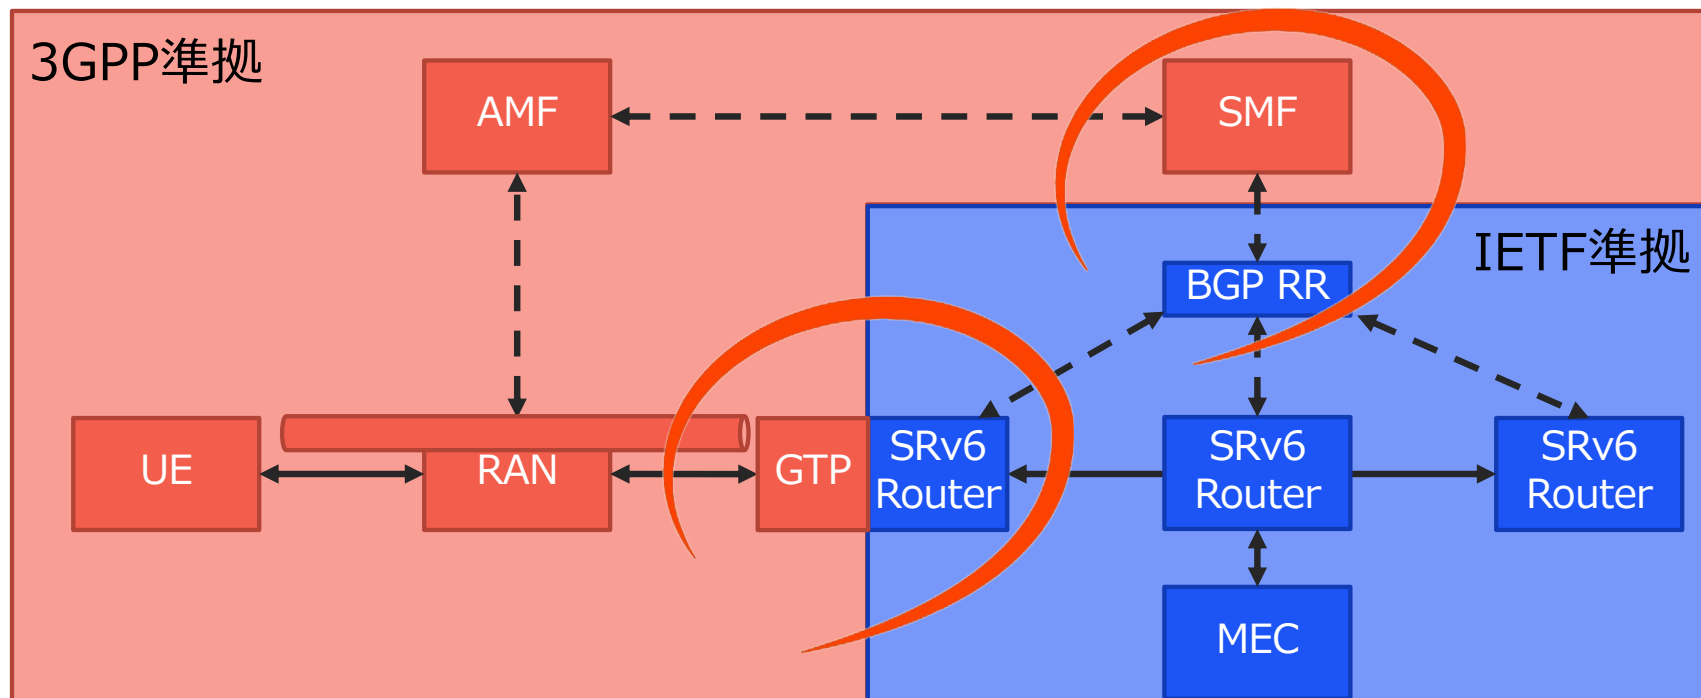 3GPP準拠
AMF
SMF
IETF準拠
BGP RR
UE
RAN
GTP
SRv6
Router
SRv6
Router
SRv6
Router
MEC